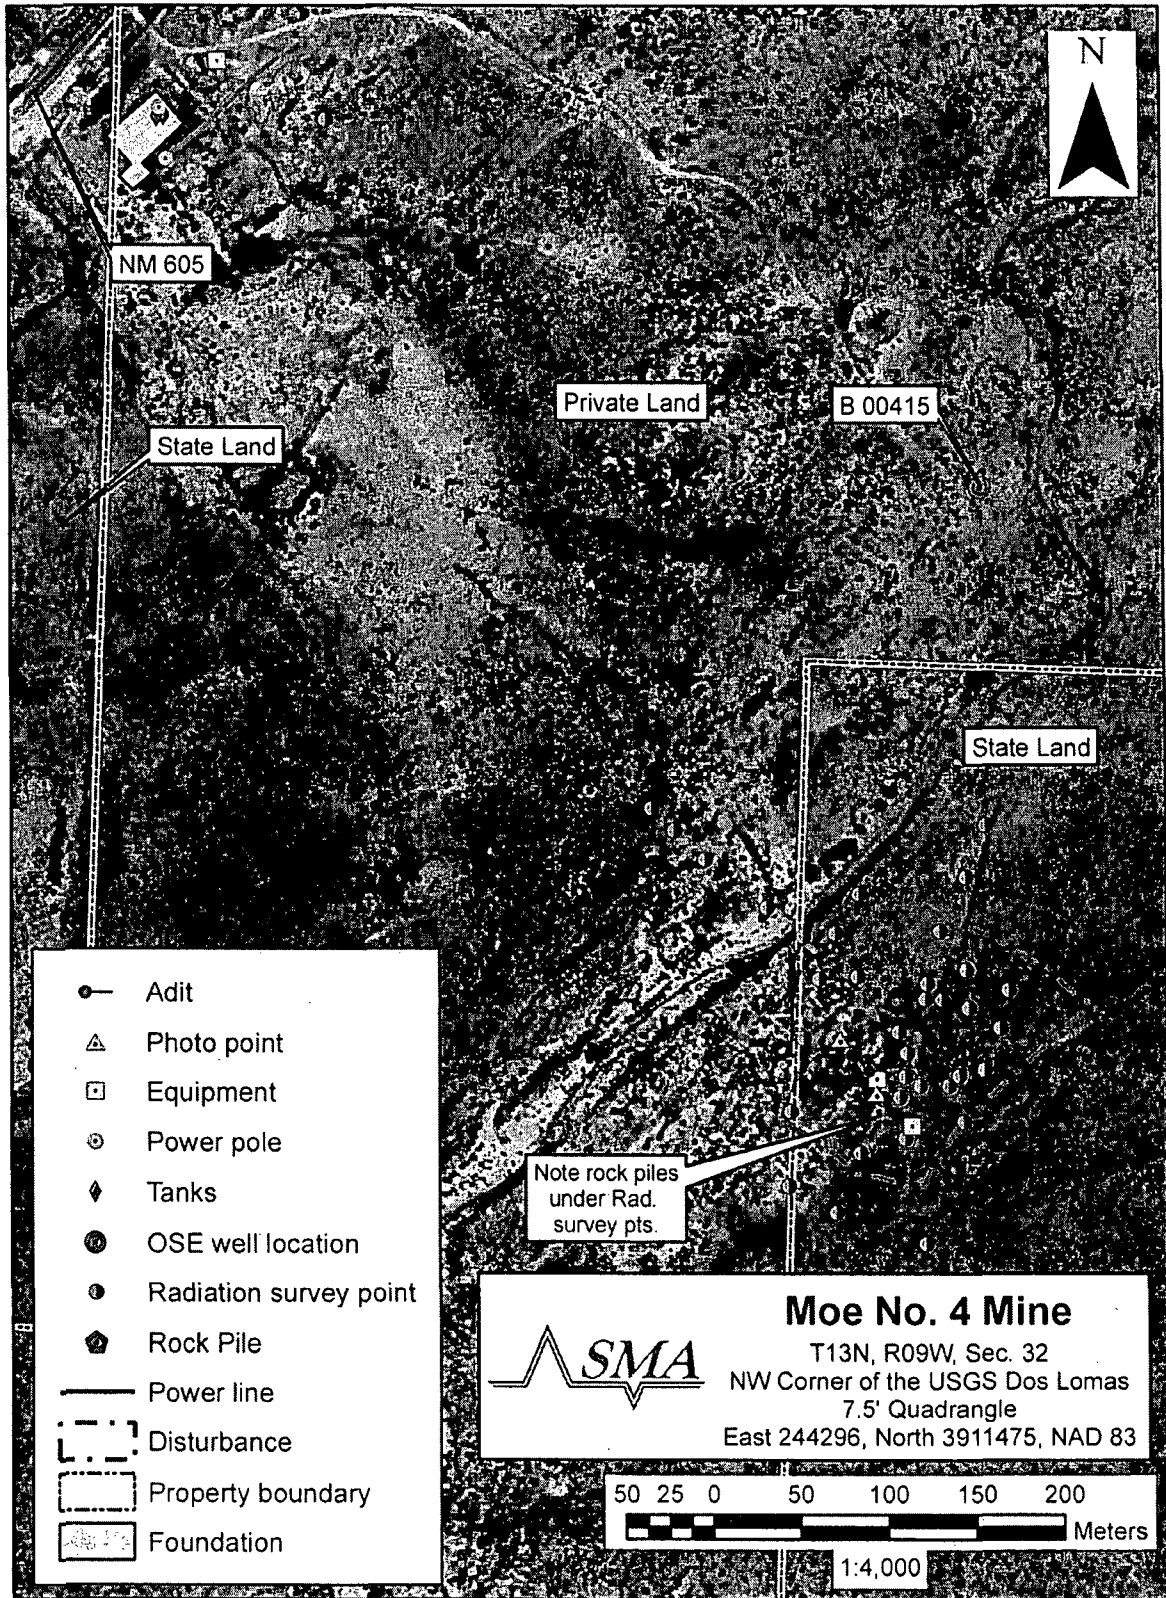 N
NM 605
Private Land
B 00415
State Land
State Land
Note rock piles
under Rad.
survey pts.
Adit
Photo point
Equipment
Power pole
Tanks
OSE well location
Radiation survey point
Rock Pile
Power line
Disturbance
Property boundary
Foundation
SMA
Moe No. 4 Mine
T13N, R09W, Sec. 32
NW Corner of the USGS Dos Lomas
7.5' Quadrangle
East 244296, North 3911475, NAD 83
50 25 0 50 100 150 200
Meters
1:4,000